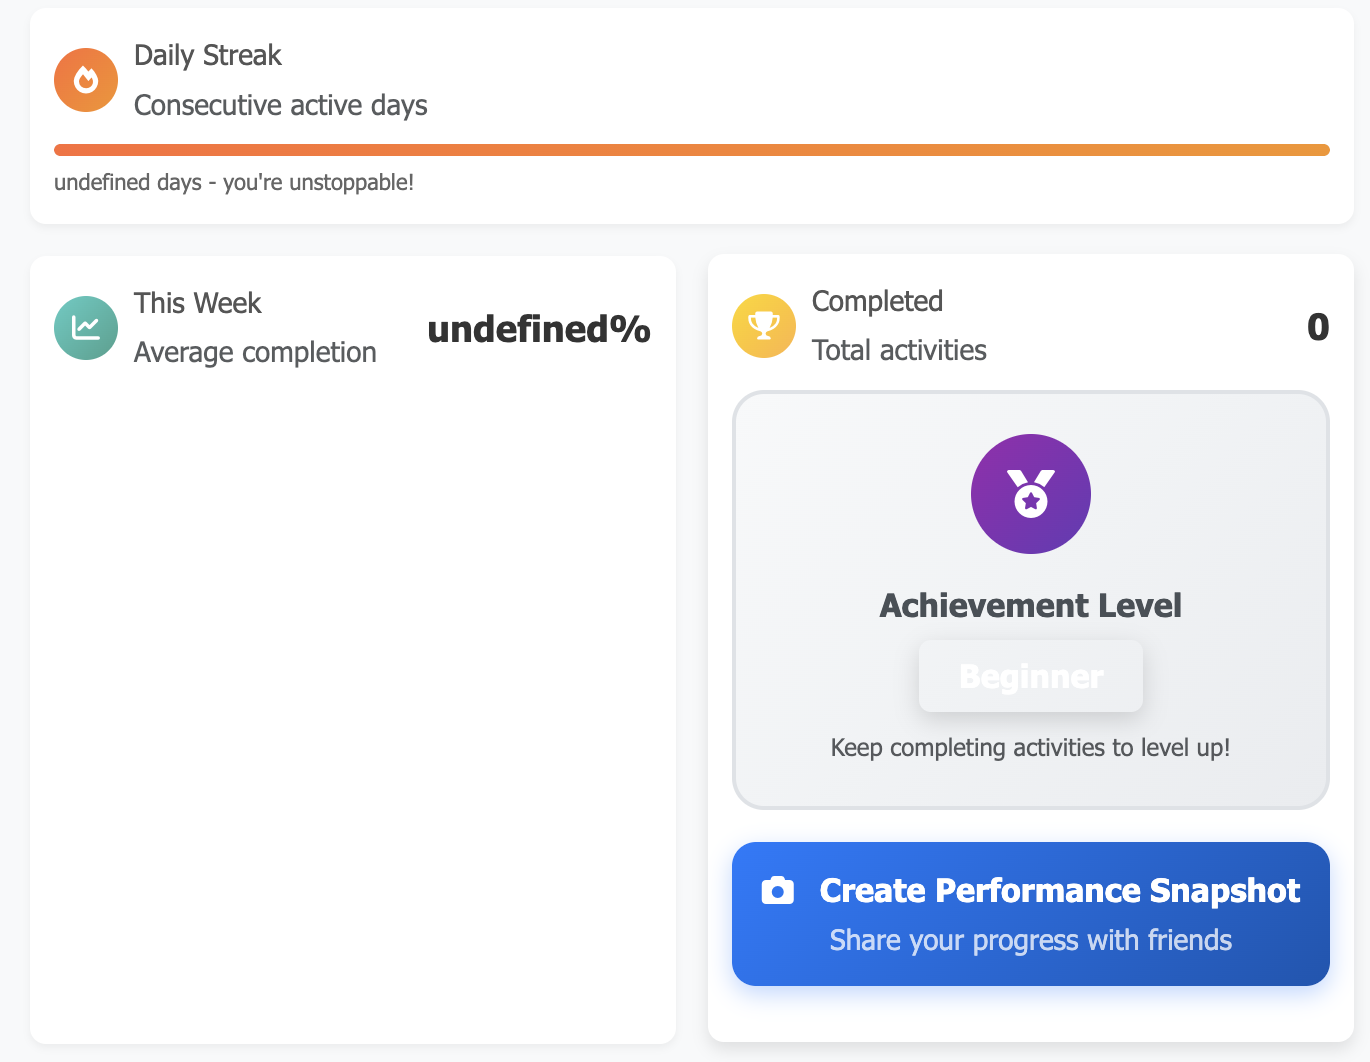 Daily Streak
Consecutive active days
undefined days - you're unstoppable!
This Week
Average completion
undefined%
Completed
Total activities
0
Achievement Level
Beginner
Keep completing activities to level up!
Create Performance Snapshot
Share your progress with friends